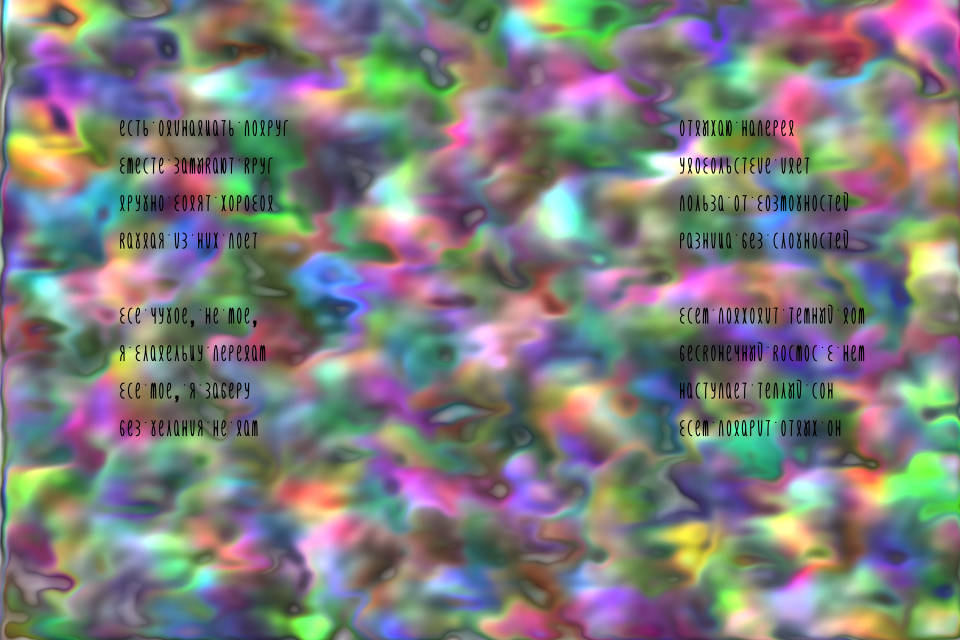 есть одинадцать подруг
вместе замыкают круг
дружно водят хоровод
каждая из них поет
все чужое, не мое,
я владельцу передам
все мое, я заберу
без желания не дам
отдыхаю наперед
удовольствие идет
польза от возможностей
разница без сложностей
всем подходит темный дом
бесконечный космос в нем
наступает теплый сон
всем подарит отдых он